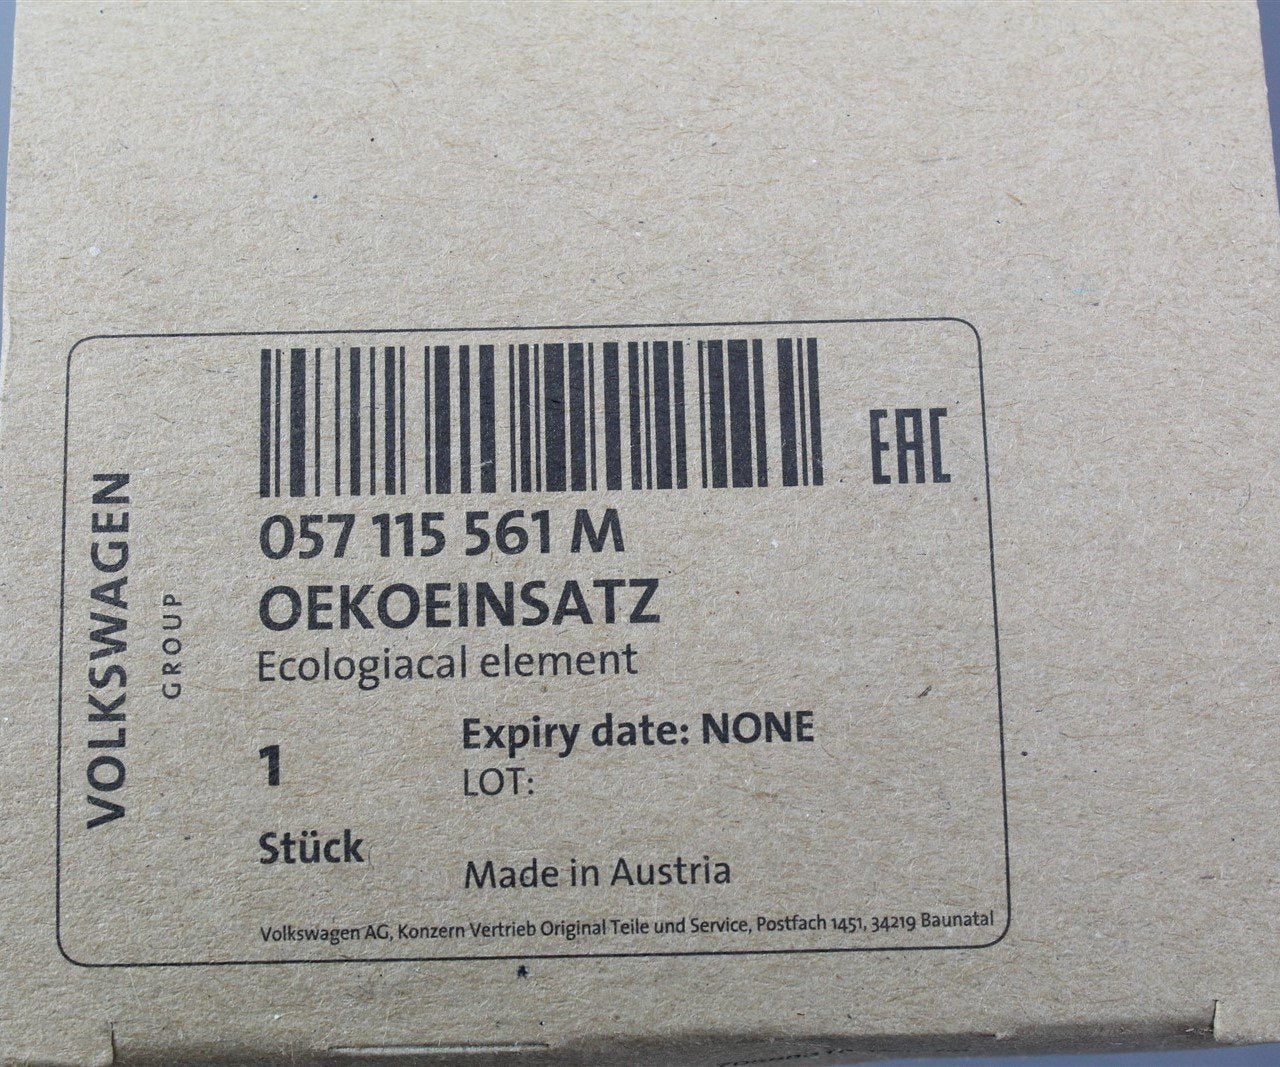 EAC
057 115 561 M
OEKOEINSATZ
Ecologiacal element
VOLKSWAGEN
GROUP
1
Expiry date: NONE
LOT:
Stück
Made in Austria
Volkswagen AG, Konzern Vertrieb Original Teile und Service, Postfach 1451, 34219 Baunatal